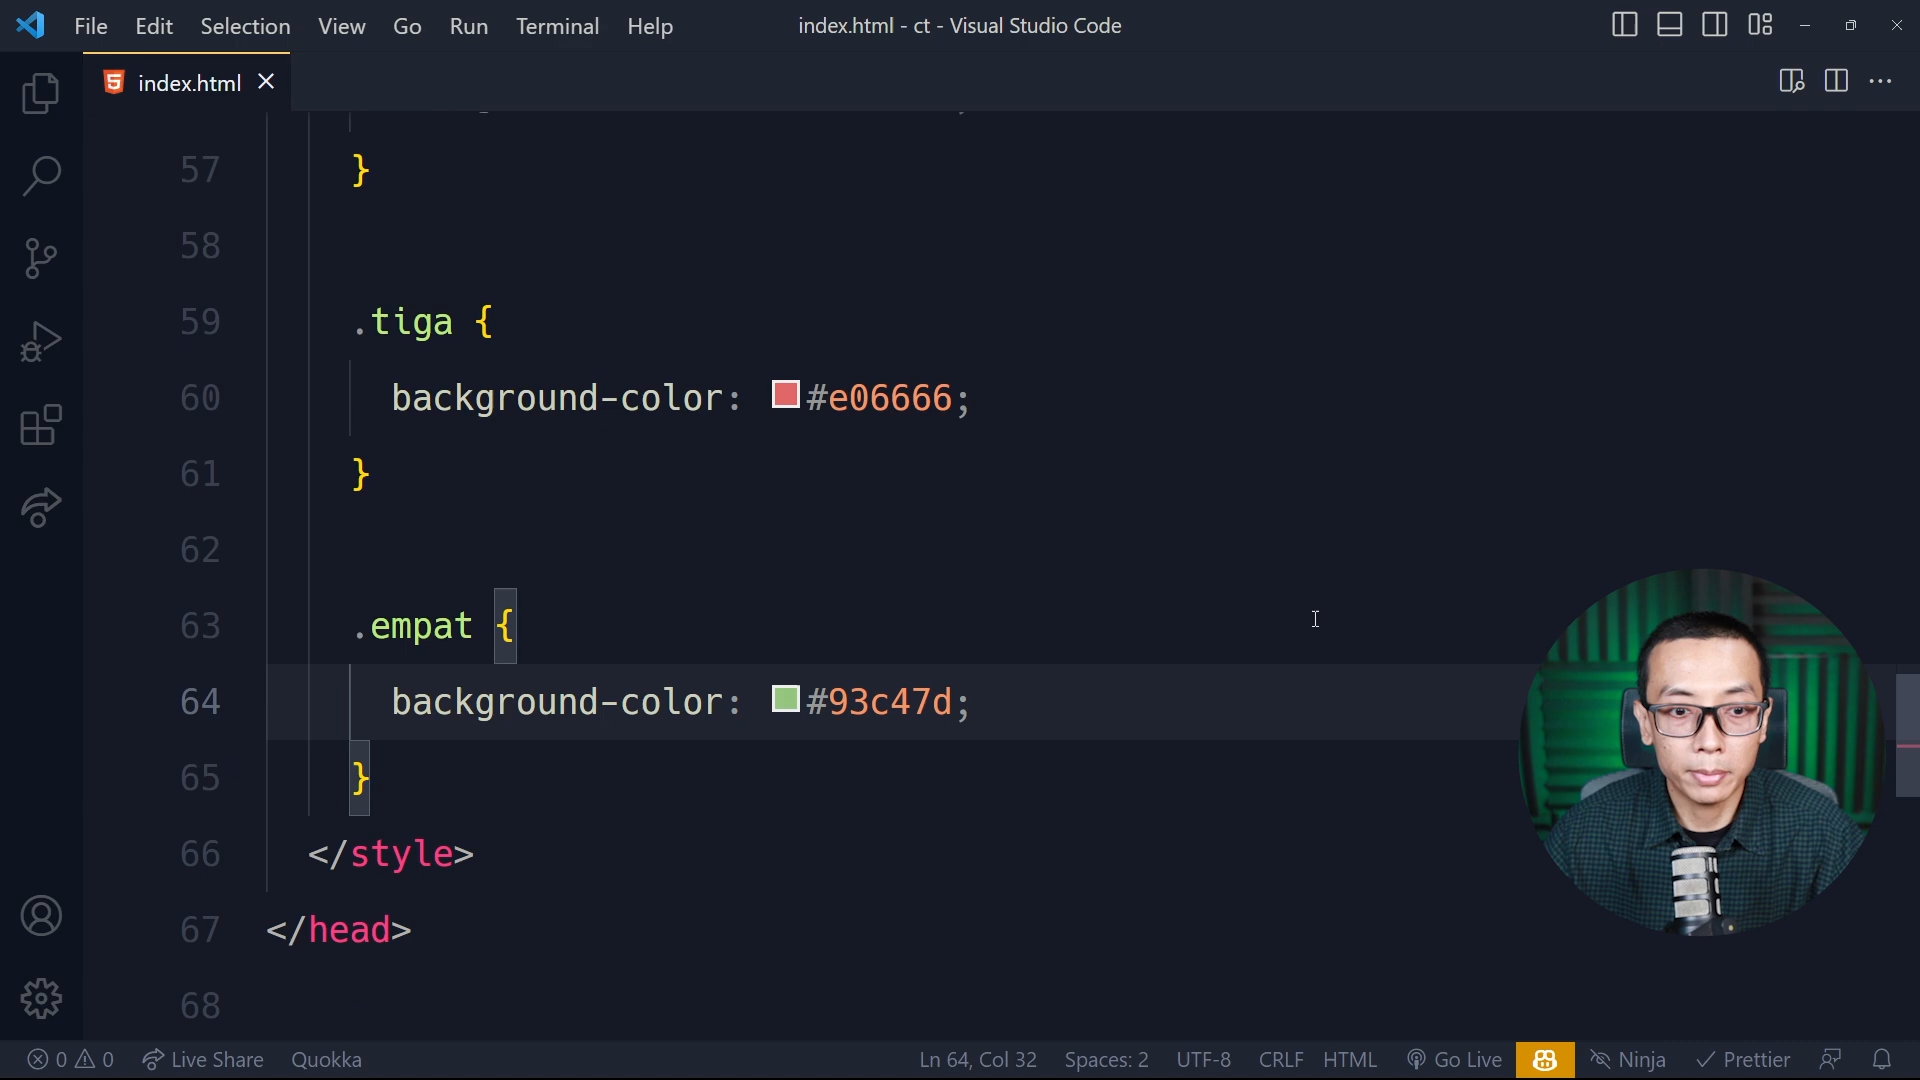 File Edit Selection View Go Run Terminal Help index.html - ct - Visual Studio Code
index.html
57 }
58
59 .tiga {
60 background-color: #e06666;
61 }
62
63 .empat {
64 background-color: #93c47d;
65 }
66 </style>
67 </head>
68
0 0 Live Share Quokka Ln 64, Col 32 Spaces: 2 UTF-8 CRLF HTML Go Live Ninja Prettier